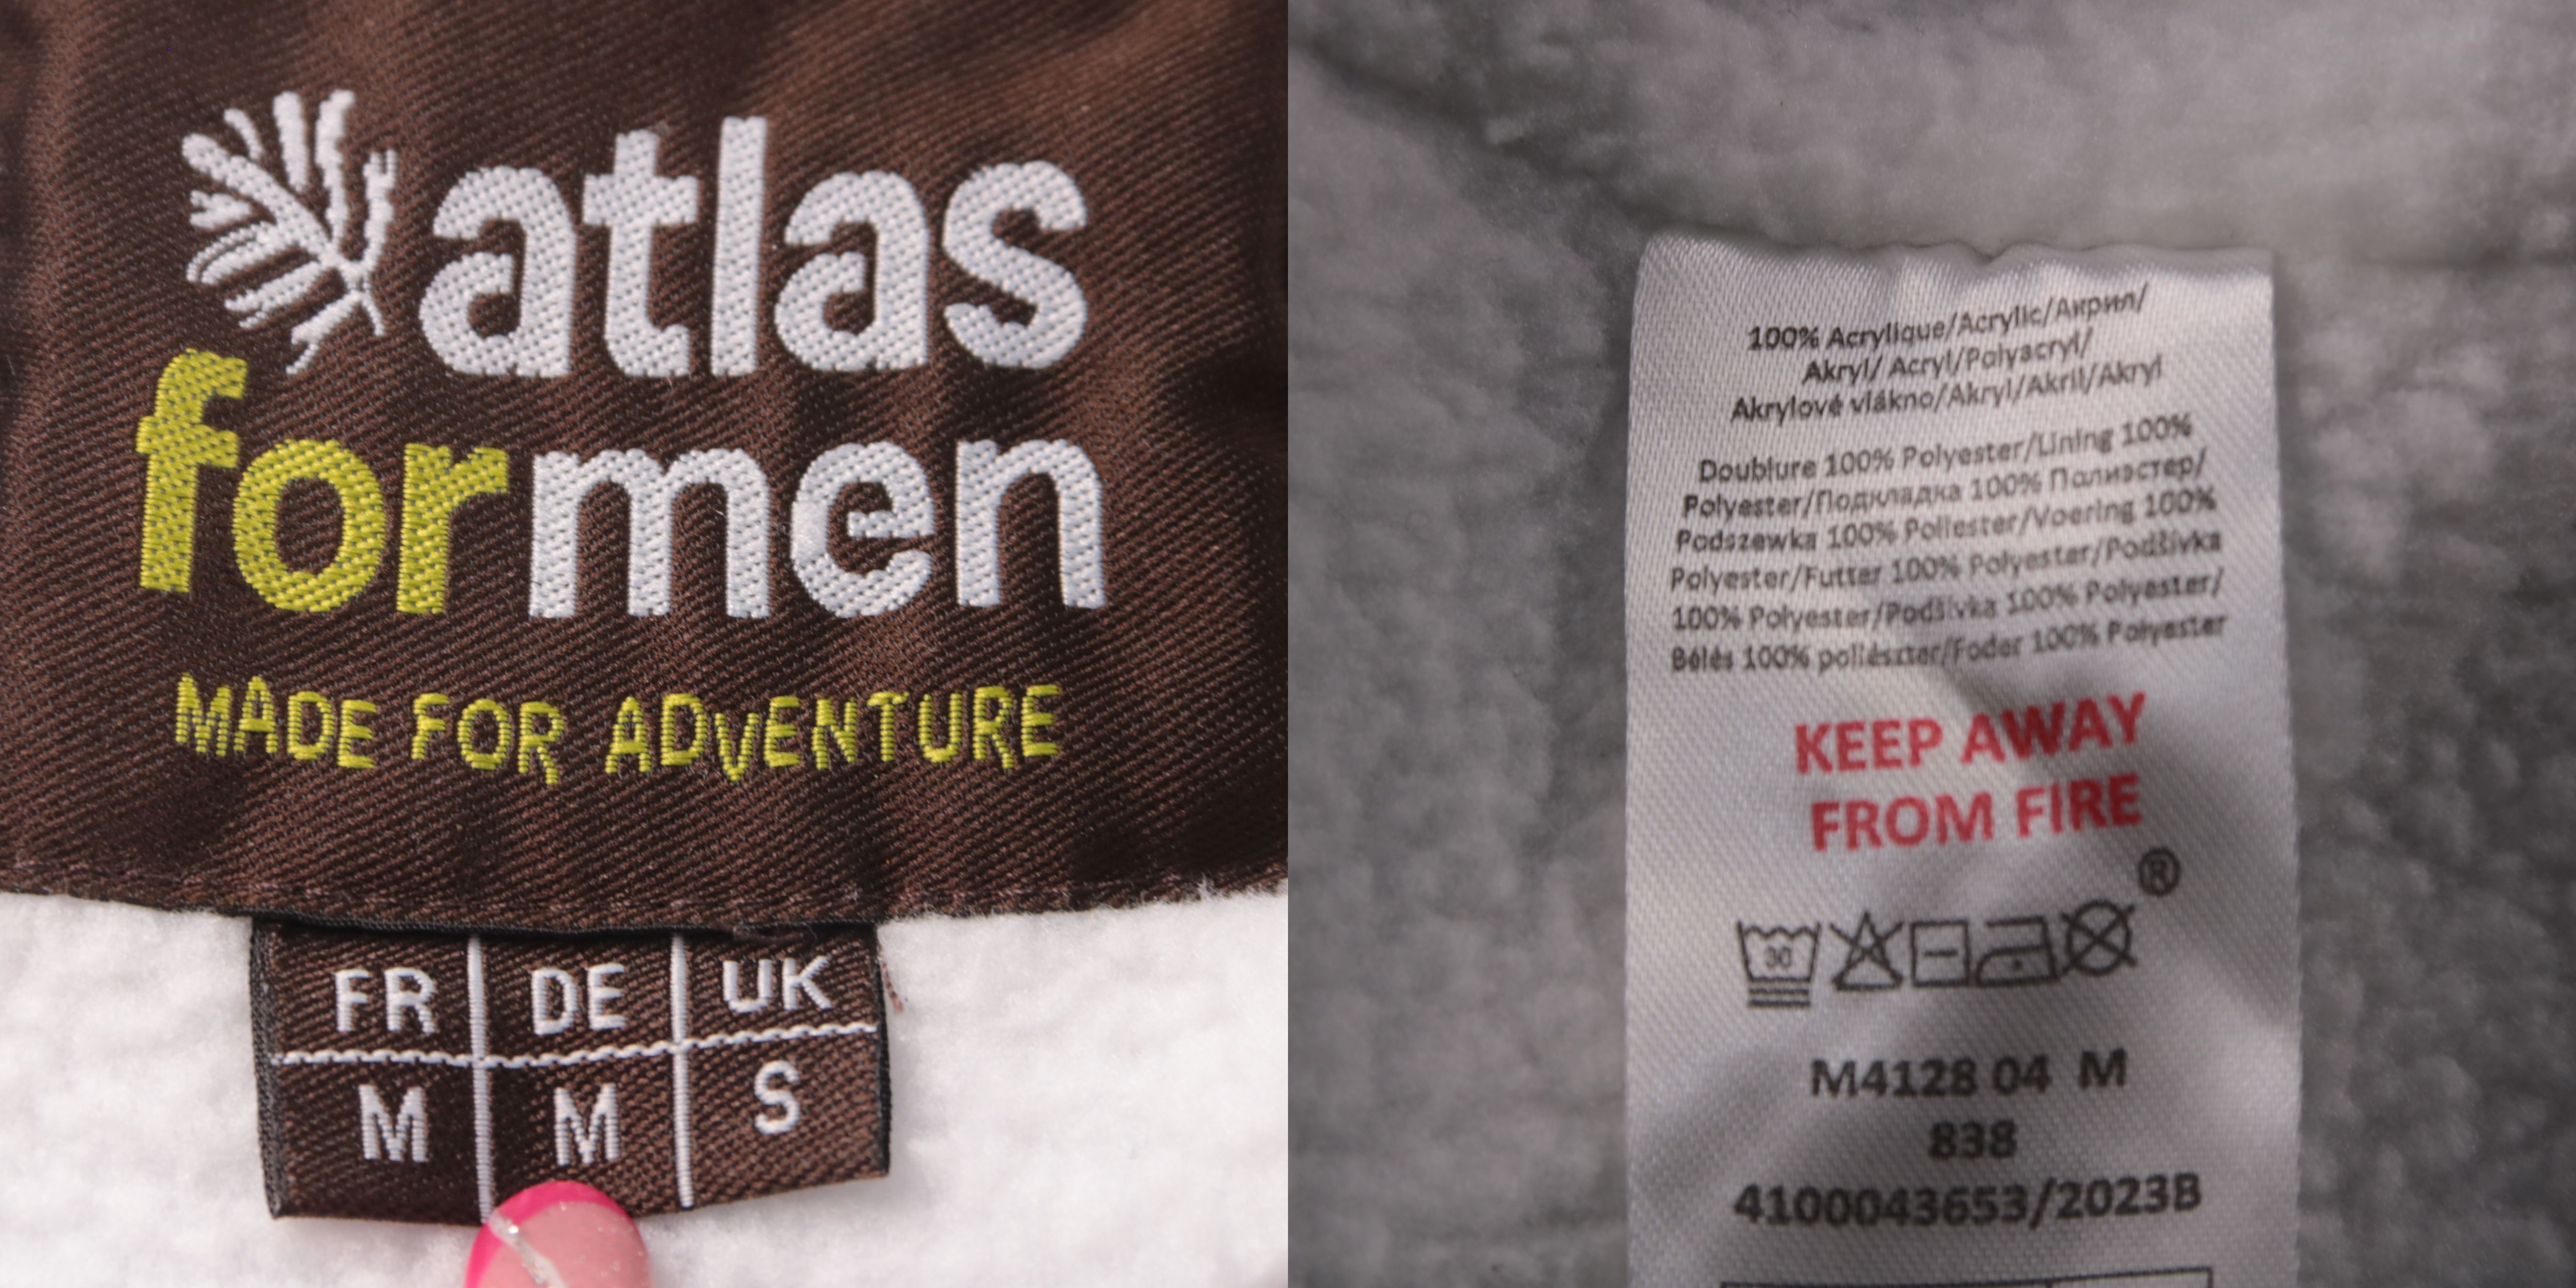 atlas
formen
MADE FOR ADVENTURE
FR DE UK
M M S
100% Acrylique/Acrylic/Акрил/
Akryl/ Acryl/Polyacryl/
Akrylové vlákno/Akryl/Akril/Akryl
Doublure 100% Polyester/Lining 100%
Polyester/Подкладка 100% Полиэстер/
Podszewka 100% Poliester/Voering 100%
Polyester/Futter 100% Polyester/Podšívka
100% Polyester/Podšívka 100% Polyester/
Bélés 100% poliészter/Foder 100% Polyester
KEEP AWAY
FROM FIRE
®
30
M4128 04 M
838
4100043653/2023B